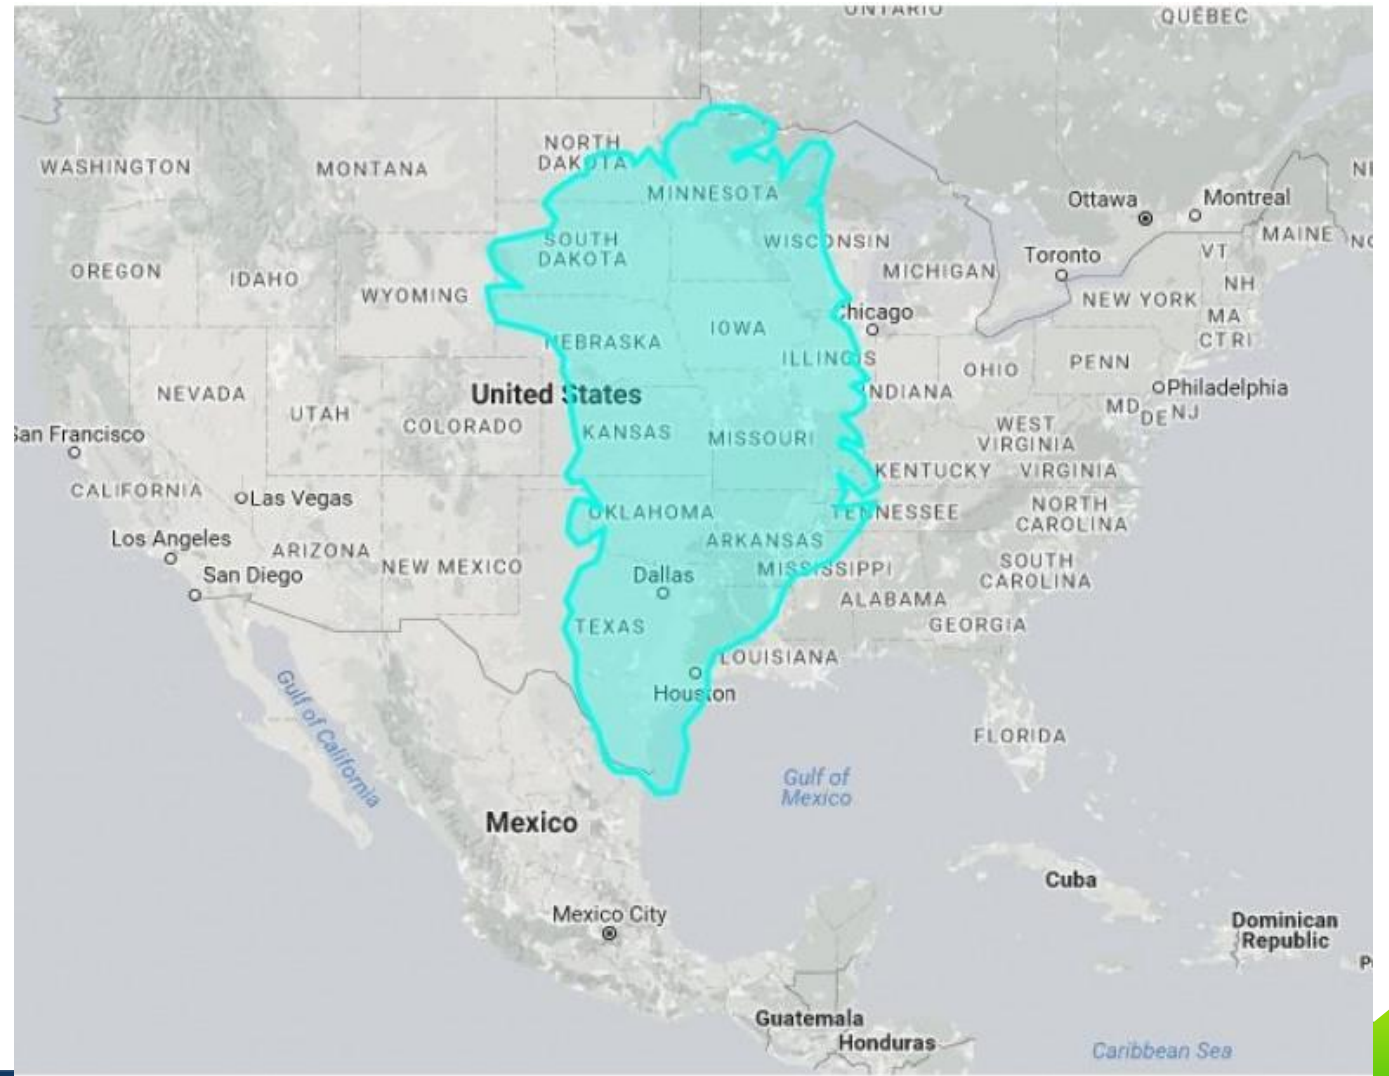 ONTARIO
QUÉBEC
WASHINGTON
MONTANA
NORTH
DAKOTA
MINNESOTA
Ottawa
Montreal
MAINE
VT
OREGON
IDAHO
WYOMING
SOUTH
DAKOTA
WISCONSIN
MICHIGAN
Toronto
NEW YORK
NH
MA
CT RI
Chicago
NEBRASKA
IOWA
ILLINOIS
INDIANA
OHIO
PENN
Philadelphia
NEVADA
UTAH
United States
COLORADO
KANSAS
MISSOURI
WEST
VIRGINIA
MD
DE
NJ
San Francisco
CALIFORNIA
Las Vegas
KENTUCKY
VIRGINIA
Los Angeles
ARIZONA
NEW MEXICO
OKLAHOMA
ARKANSAS
TENNESSEE
NORTH
CAROLINA
San Diego
Dallas
MISSISSIPPI
SOUTH
CAROLINA
ALABAMA
GEORGIA
TEXAS
LOUISIANA
Houston
Gulf of California
FLORIDA
Gulf of
Mexico
Mexico
Cuba
Mexico City
Dominican
Republic
Guatemala
Honduras
Caribbean Sea